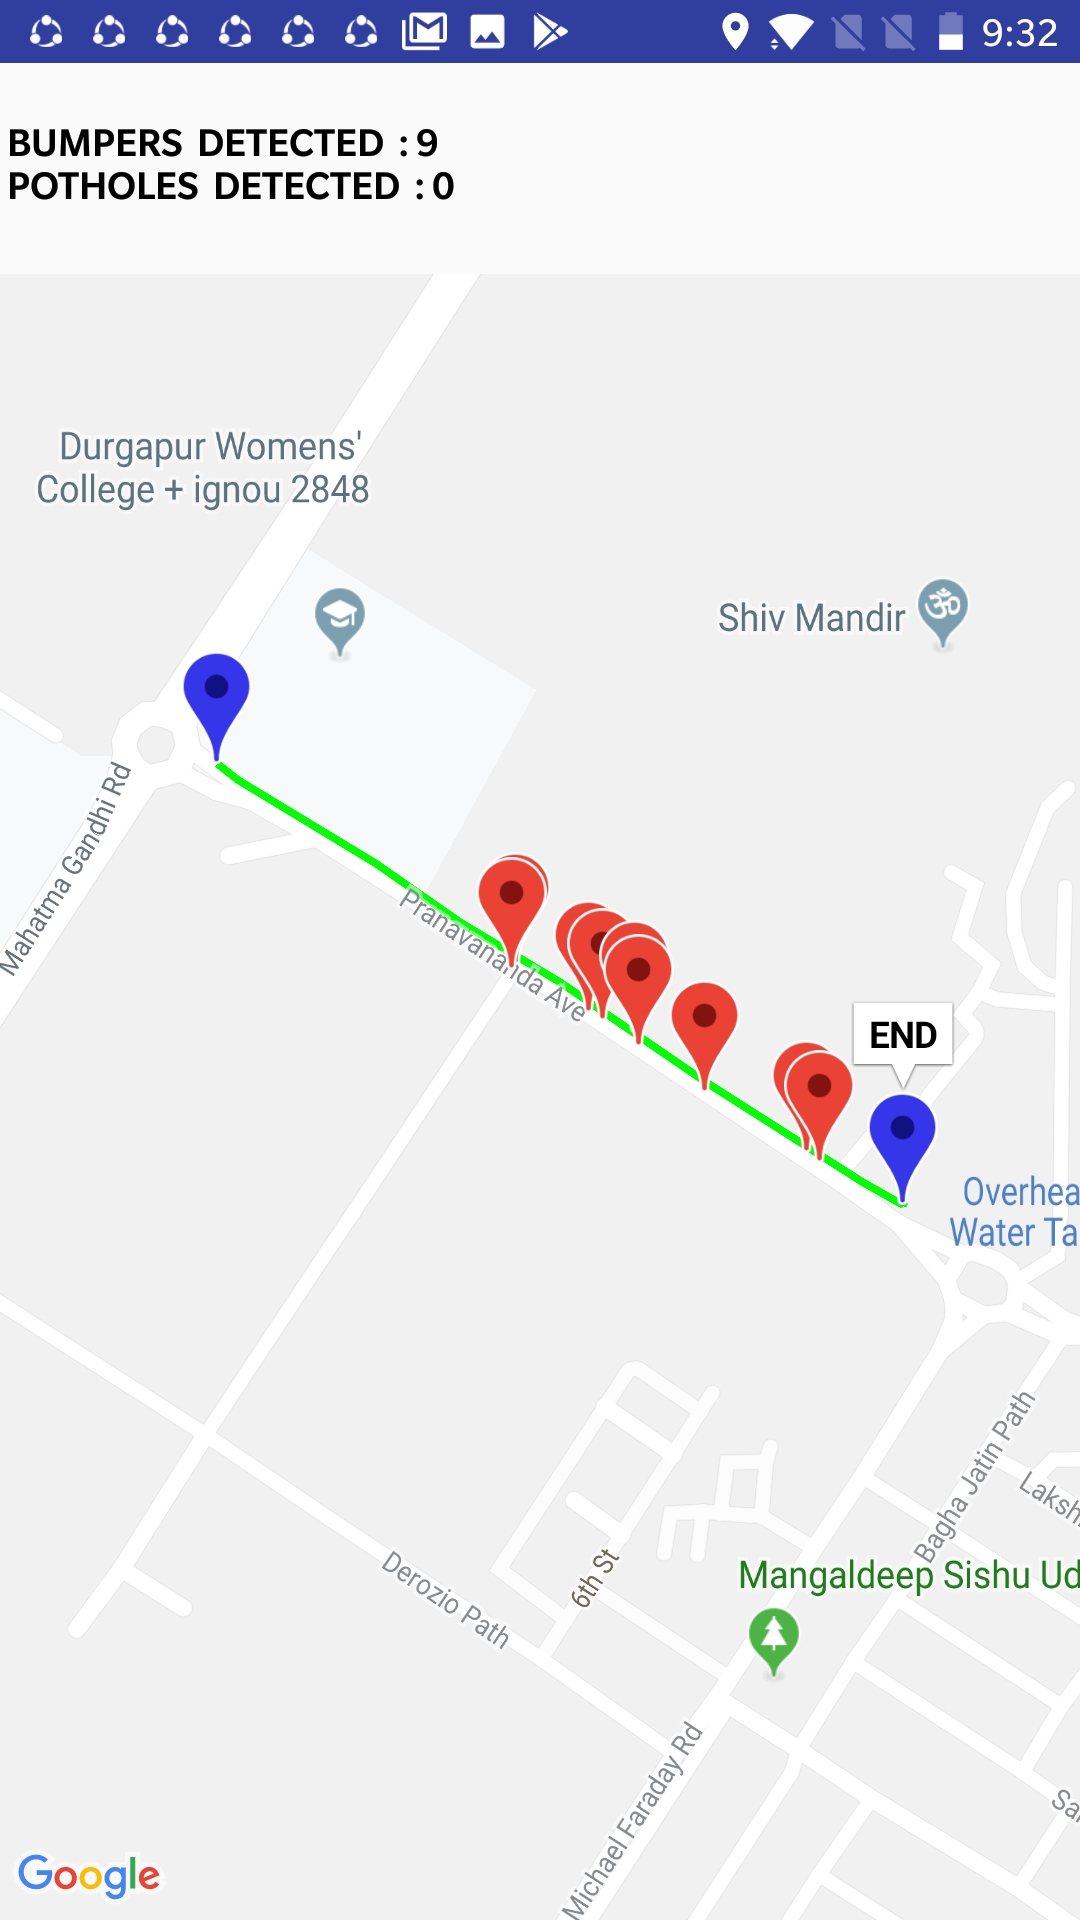 9:32
BUMPERS DETECTED : 9
POTHOLES DETECTED : 0
Durgapur Womens'
College + ignou 2848
Shiv Mandir
Mahatma Gandhi Rd
Pranavananda Ave
END
Overhea
Water Ta
Bagha Jatin Path
Laksh
6th St
Derozio Path
Mangaldeep Sishu Ud
Michael Faraday Rd
Sa
Google